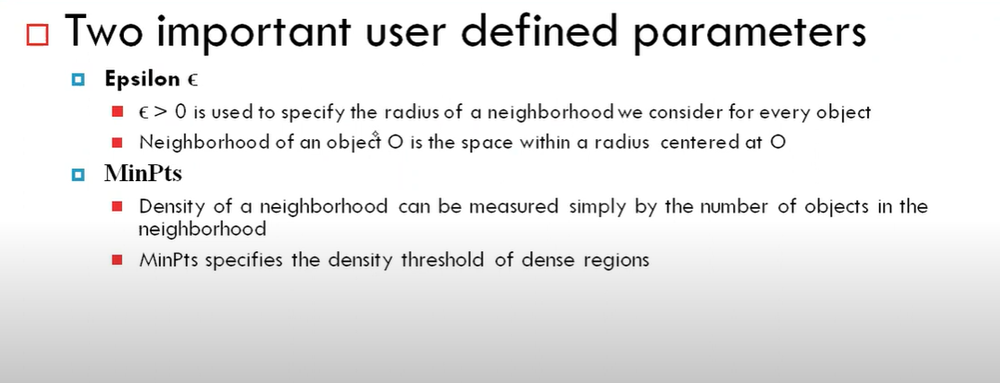 Two important user defined parameters
Epsilon ϵ
ϵ > 0 is used to specify the radius of a neighborhood we consider for every object
Neighborhood of an object O is the space within a radius centered at O
MinPts
Density of a neighborhood can be measured simply by the number of objects in the
neighborhood
MinPts specifies the density threshold of dense regions